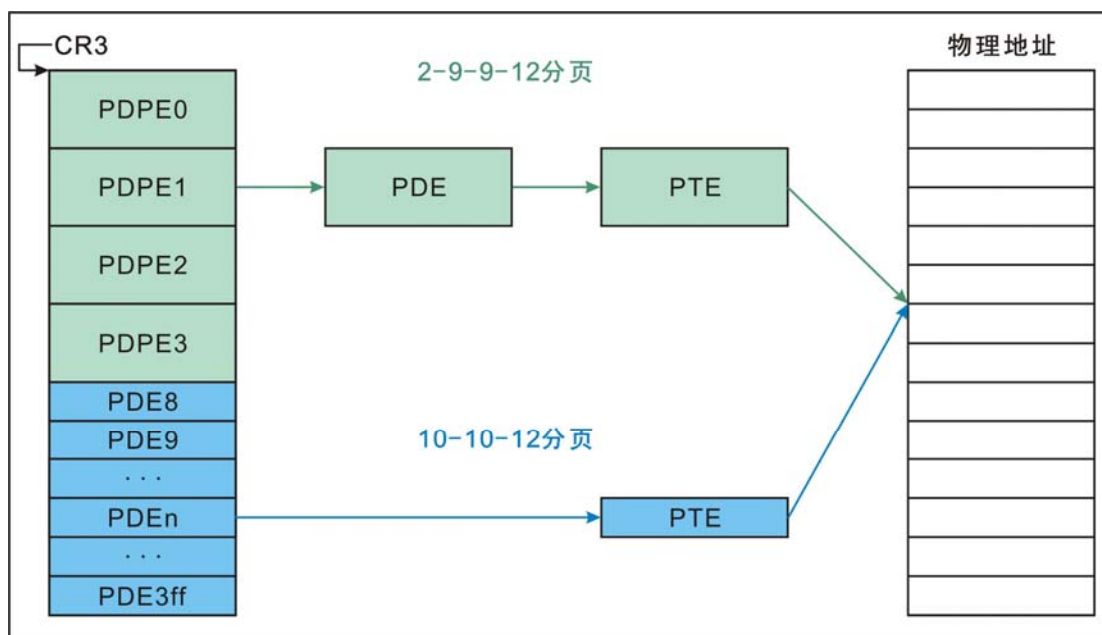 CR3
物理地址
2-9-9-12分页
PDPE0
PDPE1
PDE
PTE
PDPE2
PDPE3
PDE8
PDE9
10-10-12分页
···
PDEn
PTE
···
PDE3ff